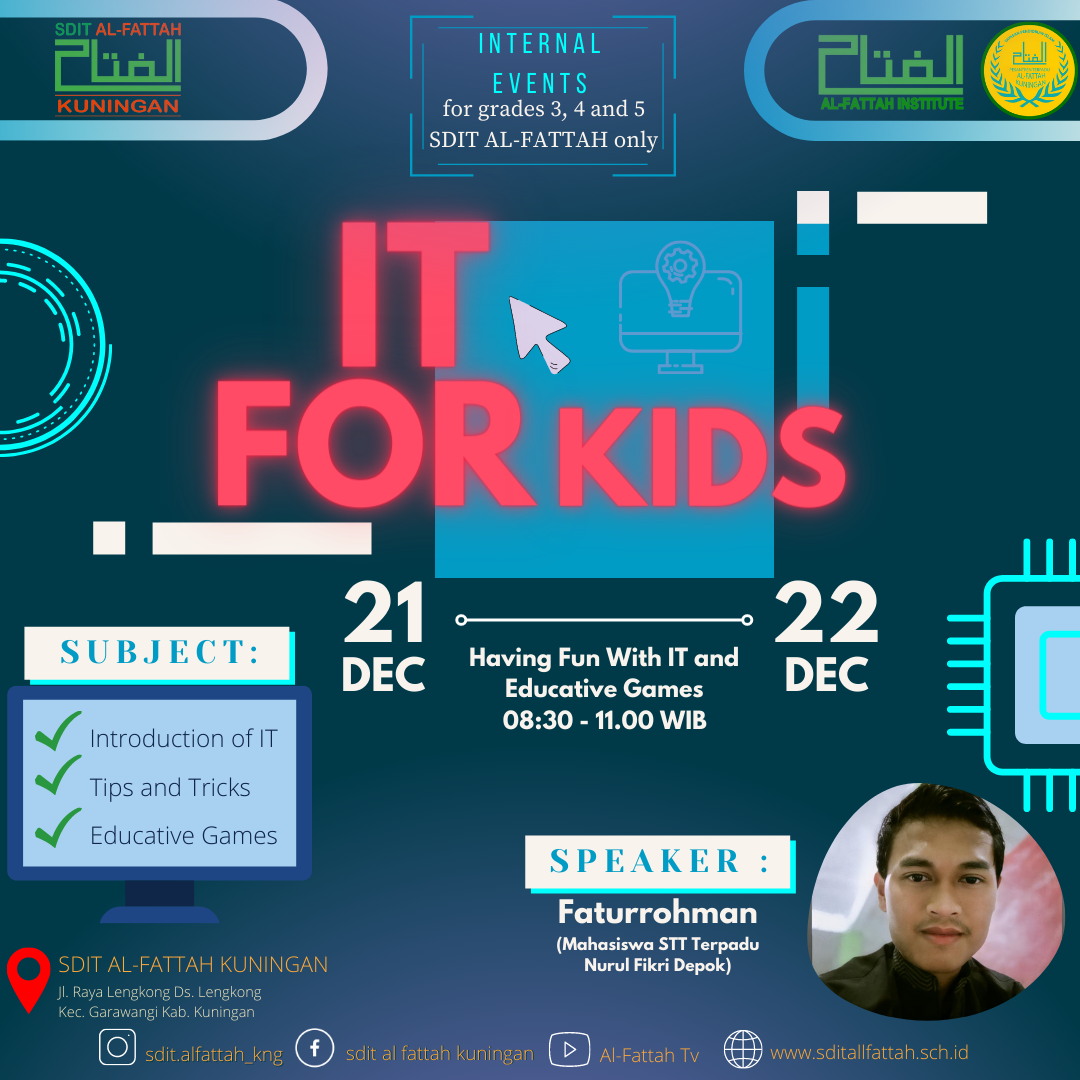 SDIT AL-FATTAH
الفتاح
KUNINGAN
INTERNAL
EVENTS
for grades 3, 4 and 5
SDIT AL-FATTAH only
الفتاح
AL-FATTAH INSTITUTE
الفتاح
AL-FATTAH
KUNINGAN
IT
FOR KIDS
21
DEC
22
DEC
Having Fun With IT and
Educative Games
08:30 - 11.00 WIB
SUBJECT:
Introduction of IT
Tips and Tricks
Educative Games
SPEAKER :
Faturrohman
(Mahasiswa STT Terpadu
Nurul Fikri Depok)
SDIT AL-FATTAH KUNINGAN
Jl. Raya Lengkong Ds. Lengkong
Kec. Garawangi Kab. Kuningan
sdit.alfattah_kng
sdit al fattah kuningan
Al-Fattah Tv
www.sditallfattah.sch.id